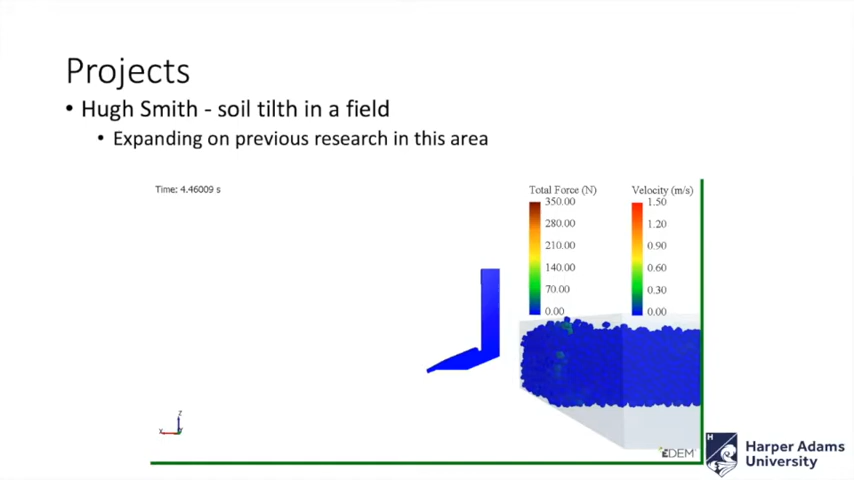 Projects
• Hugh Smith - soil tilth in a field
• Expanding on previous research in this area
Time: 4.46009 s
Total Force (N)
350.00
280.00
210.00
140.00
70.00
0.00
Velocity (m/s)
1.50
1.20
0.90
0.60
0.30
0.00
Z
X
EDEM
H
Harper Adams
University